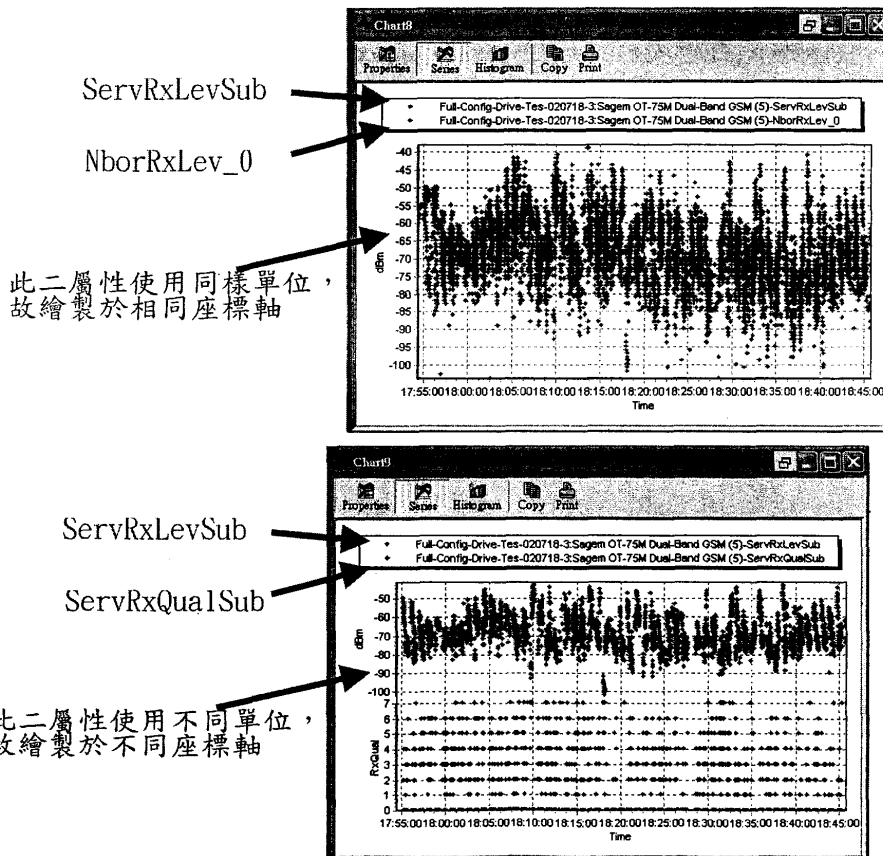 Chart8
Properties Series Histogram Copy Print
ServRxLevSub
Full-Config-Drive-Tes-020718-3:Sagem OT-75M Dual-Band GSM (5)-ServRxLevSub
Full-Config-Drive-Tes-020718-3:Sagem OT-75M Dual-Band GSM (5)-NborRxLev_0
NborRxLev_0
-40
-45
-50
-55
-60
-65
-70
-75
-80
-85
-90
-95
-100
dBm
此二屬性使用同樣單位，
故繪製於相同座標軸
17:55:00 18:00:00 18:05:00 18:10:00 18:15:00 18:20:00 18:25:00 18:30:00 18:35:00 18:40:00 18:45:00
Time
Chart9
Properties Series Histogram Copy Print
ServRxLevSub
Full-Config-Drive-Tes-020718-3:Sagem OT-75M Dual-Band GSM (5)-ServRxLevSub
Full-Config-Drive-Tes-020718-3:Sagem OT-75M Dual-Band GSM (5)-ServRxQualSub
ServRxQualSub
-50
-60
-70
-80
-90
-100
dBm
此二屬性使用不同單位，
故繪製於不同座標軸
7
6
5
4
3
2
1
0
RxQual
17:55:00 18:00:00 18:05:00 18:10:00 18:15:00 18:20:00 18:25:00 18:30:00 18:35:00 18:40:00 18:45:00
Time